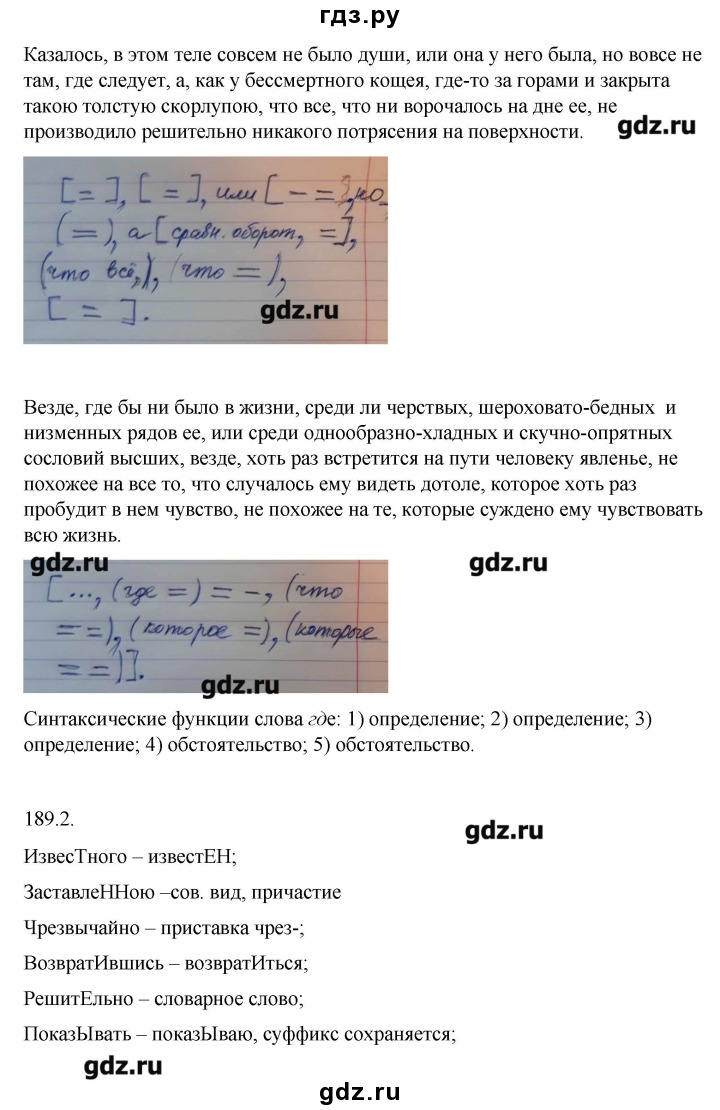 гдз.ру
Казалось, в этом теле совсем не было души, или она у него была, но вовсе не
там, где следует, а, как у бессмертного кощея, где-то за горами и закрыта
такою толстую скорлупою, что все, что ни ворочалось на дне ее, не
производило решительно никакого потрясения на поверхности.
gdz.ru
[=], [=], или [– =], но
(=), а [сравн. оборот, =],
(что всё,), (что =),
[ = ].
gdz.ru
Везде, где бы ни было в жизни, среди ли черствых, шероховато-бедных и
низменных рядов ее, или среди однообразно-хладных и скучно-опрятных
сословий высших, везде, хоть раз встретится на пути человеку явленье, не
похожее на все то, что случалось ему видеть дотоле, которое хоть раз
пробудит в нем чувство, не похожее на те, которые суждено ему чувствовать
всю жизнь.
gdz.ru
gdz.ru
[..., (где =) = –, (что
= =), (которое =), (которые
= =)].
gdz.ru
Синтаксические функции слова где: 1) определение; 2) определение; 3)
определение; 4) обстоятельство; 5) обстоятельство.
189.2.
gdz.ru
ИзвесТного – известЕН;
ЗаставлеННою –сов. вид, причастие
Чрезвычайно – приставка чрез-;
ВозвратИвшись – возвратИться;
РешитЕльно – словарное слово;
ПоказЫвать – показЫваю, суффикс сохраняется;
gdz.ru
gdz.ru